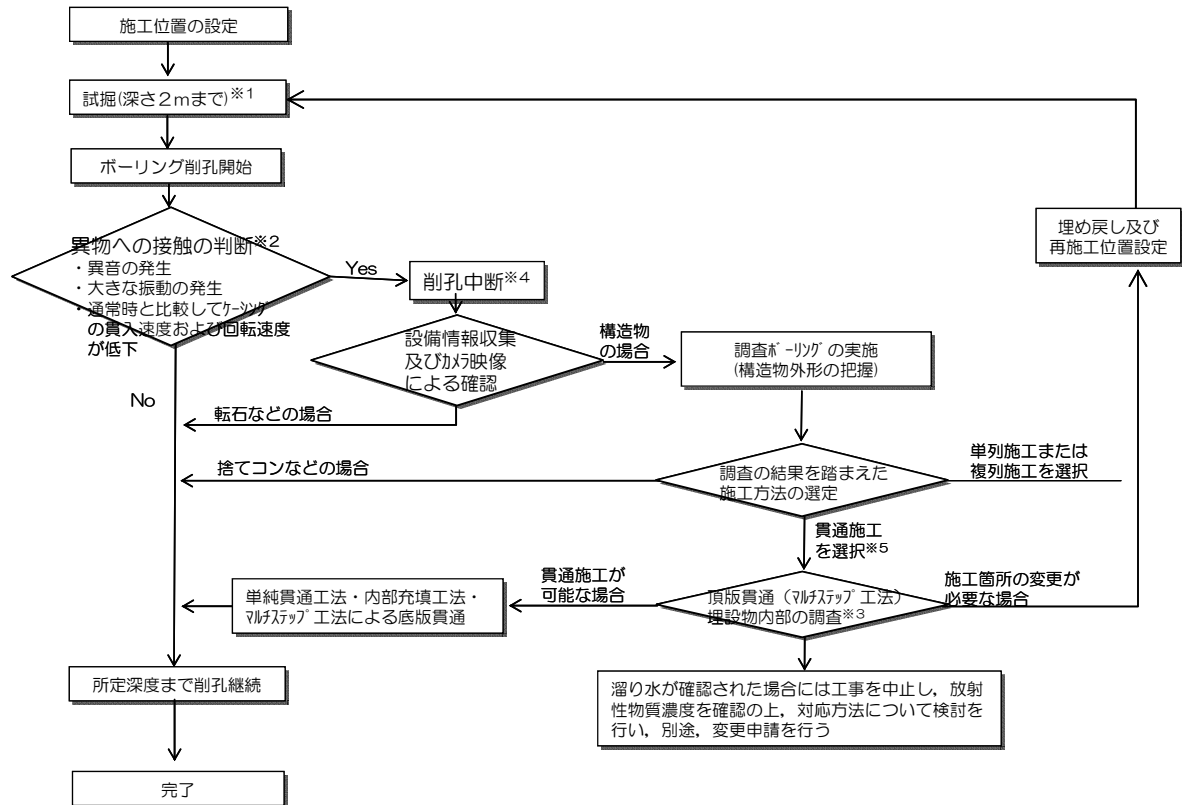 施工位置の設定
試掘(深さ2mまで)※1
ボーリング削孔開始
異物への接触の判断※2
・異音の発生
・大きな振動の発生
・通常時と比較してｹｰｼﾝｸﾞ
の貫入速度および回転速度
が低下
Yes
削孔中断※4
No
設備情報収集
及びｶﾒﾗ映像
による確認
構造物
の場合
調査ﾎﾞｰﾘﾝｸﾞの実施
(構造物外形の把握)
埋め戻し及び
再施工位置設定
転石などの場合
捨てコンなどの場合
調査の結果を踏まえた
施工方法の選定
単列施工または
複列施工を選択
貫通施工
を選択※5
単純貫通工法・内部充填工法・
ﾏﾙﾁｽﾃｯﾌﾟ工法による底版貫通
貫通施工が
可能な場合
頂版貫通（ﾏﾙﾁｽﾃｯﾌﾟ工法）
埋設物内部の調査※3
施工箇所の変更が
必要な場合
所定深度まで削孔継続
溜り水が確認された場合には工事を中止し，放射
性物質濃度を確認の上，対応方法について検討を
行い，別途，変更申請を行う
完了